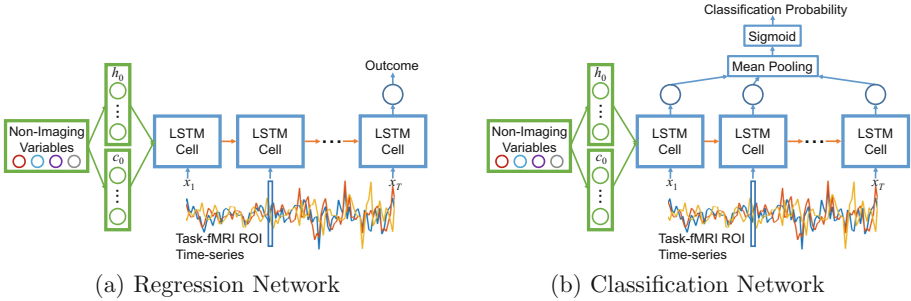 Outcome
h0
Non-Imaging
Variables
c0
LSTM
Cell
LSTM
Cell
...
LSTM
Cell
x1
xT
Task-fMRI ROI
Time-series
(a) Regression Network
Classification Probability
Sigmoid
Mean Pooling
h0
Non-Imaging
Variables
c0
LSTM
Cell
LSTM
Cell
...
LSTM
Cell
x1
xT
Task-fMRI ROI
Time-series
(b) Classification Network